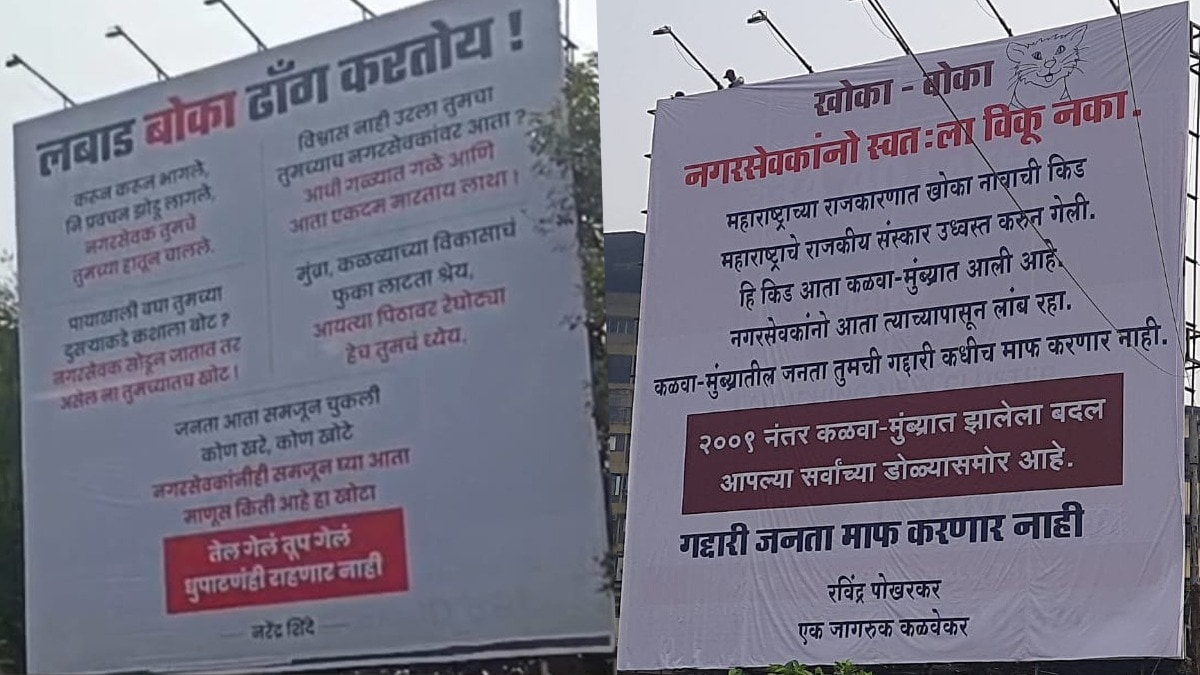 लबाड बोका ढोंग करतोय !
करून करून भागले,
नि प्रवचन झोडू लागले,
नगरसेवक तुमचे
तुमच्या हातून चालले.
पायाखाली बघा तुमच्या
दुसऱ्याकडे कशाला बोट ?
नगरसेवक सोडून जातात तर
असेल ना तुमच्यातच खोट !
विश्वास नाही उरला तुमचा
तुमच्याच नगरसेवकांवर आता ?
आधी गळ्यात गळे आणि
आता एकदम मारताय लाथा !
मुंब्रा, कळव्याच्या विकासाचं
फुका लाटता श्रेय,
आयत्या पिठावर रेघोट्या
हेच तुमचं ध्येय.
जनता आता समजून चुकली
कोण खरे, कोण खोटे
नगरसेवकांनीही समजून घ्या आता
माणूस किती आहे हा खोटा
तेल गेलं तूप गेलं
धुपाटणंही राहणार नाही
नरेंद्र शिंदे
खोका - बोका
नगरसेवकांनो स्वतःला विकू नका.
महाराष्ट्राच्या राजकारणात खोका नावाची किड
महाराष्ट्राचे राजकीय संस्कार उध्वस्त करुन गेली.
हि किड आता कळवा-मुंब्र्यात आली आहे.
नगरसेवकांनो आता त्याच्यापासून लांब रहा.
कळवा-मुंब्र्यातील जनता तुमची गद्दारी कधीच माफ करणार नाही.
२००९ नंतर कळवा-मुंब्र्यात झालेला बदल
आपल्या सर्वांच्या डोळ्यासमोर आहे.
गद्दारी जनता माफ करणार नाही
रविंद्र पोखरकर
एक जागरुक कळवेकर